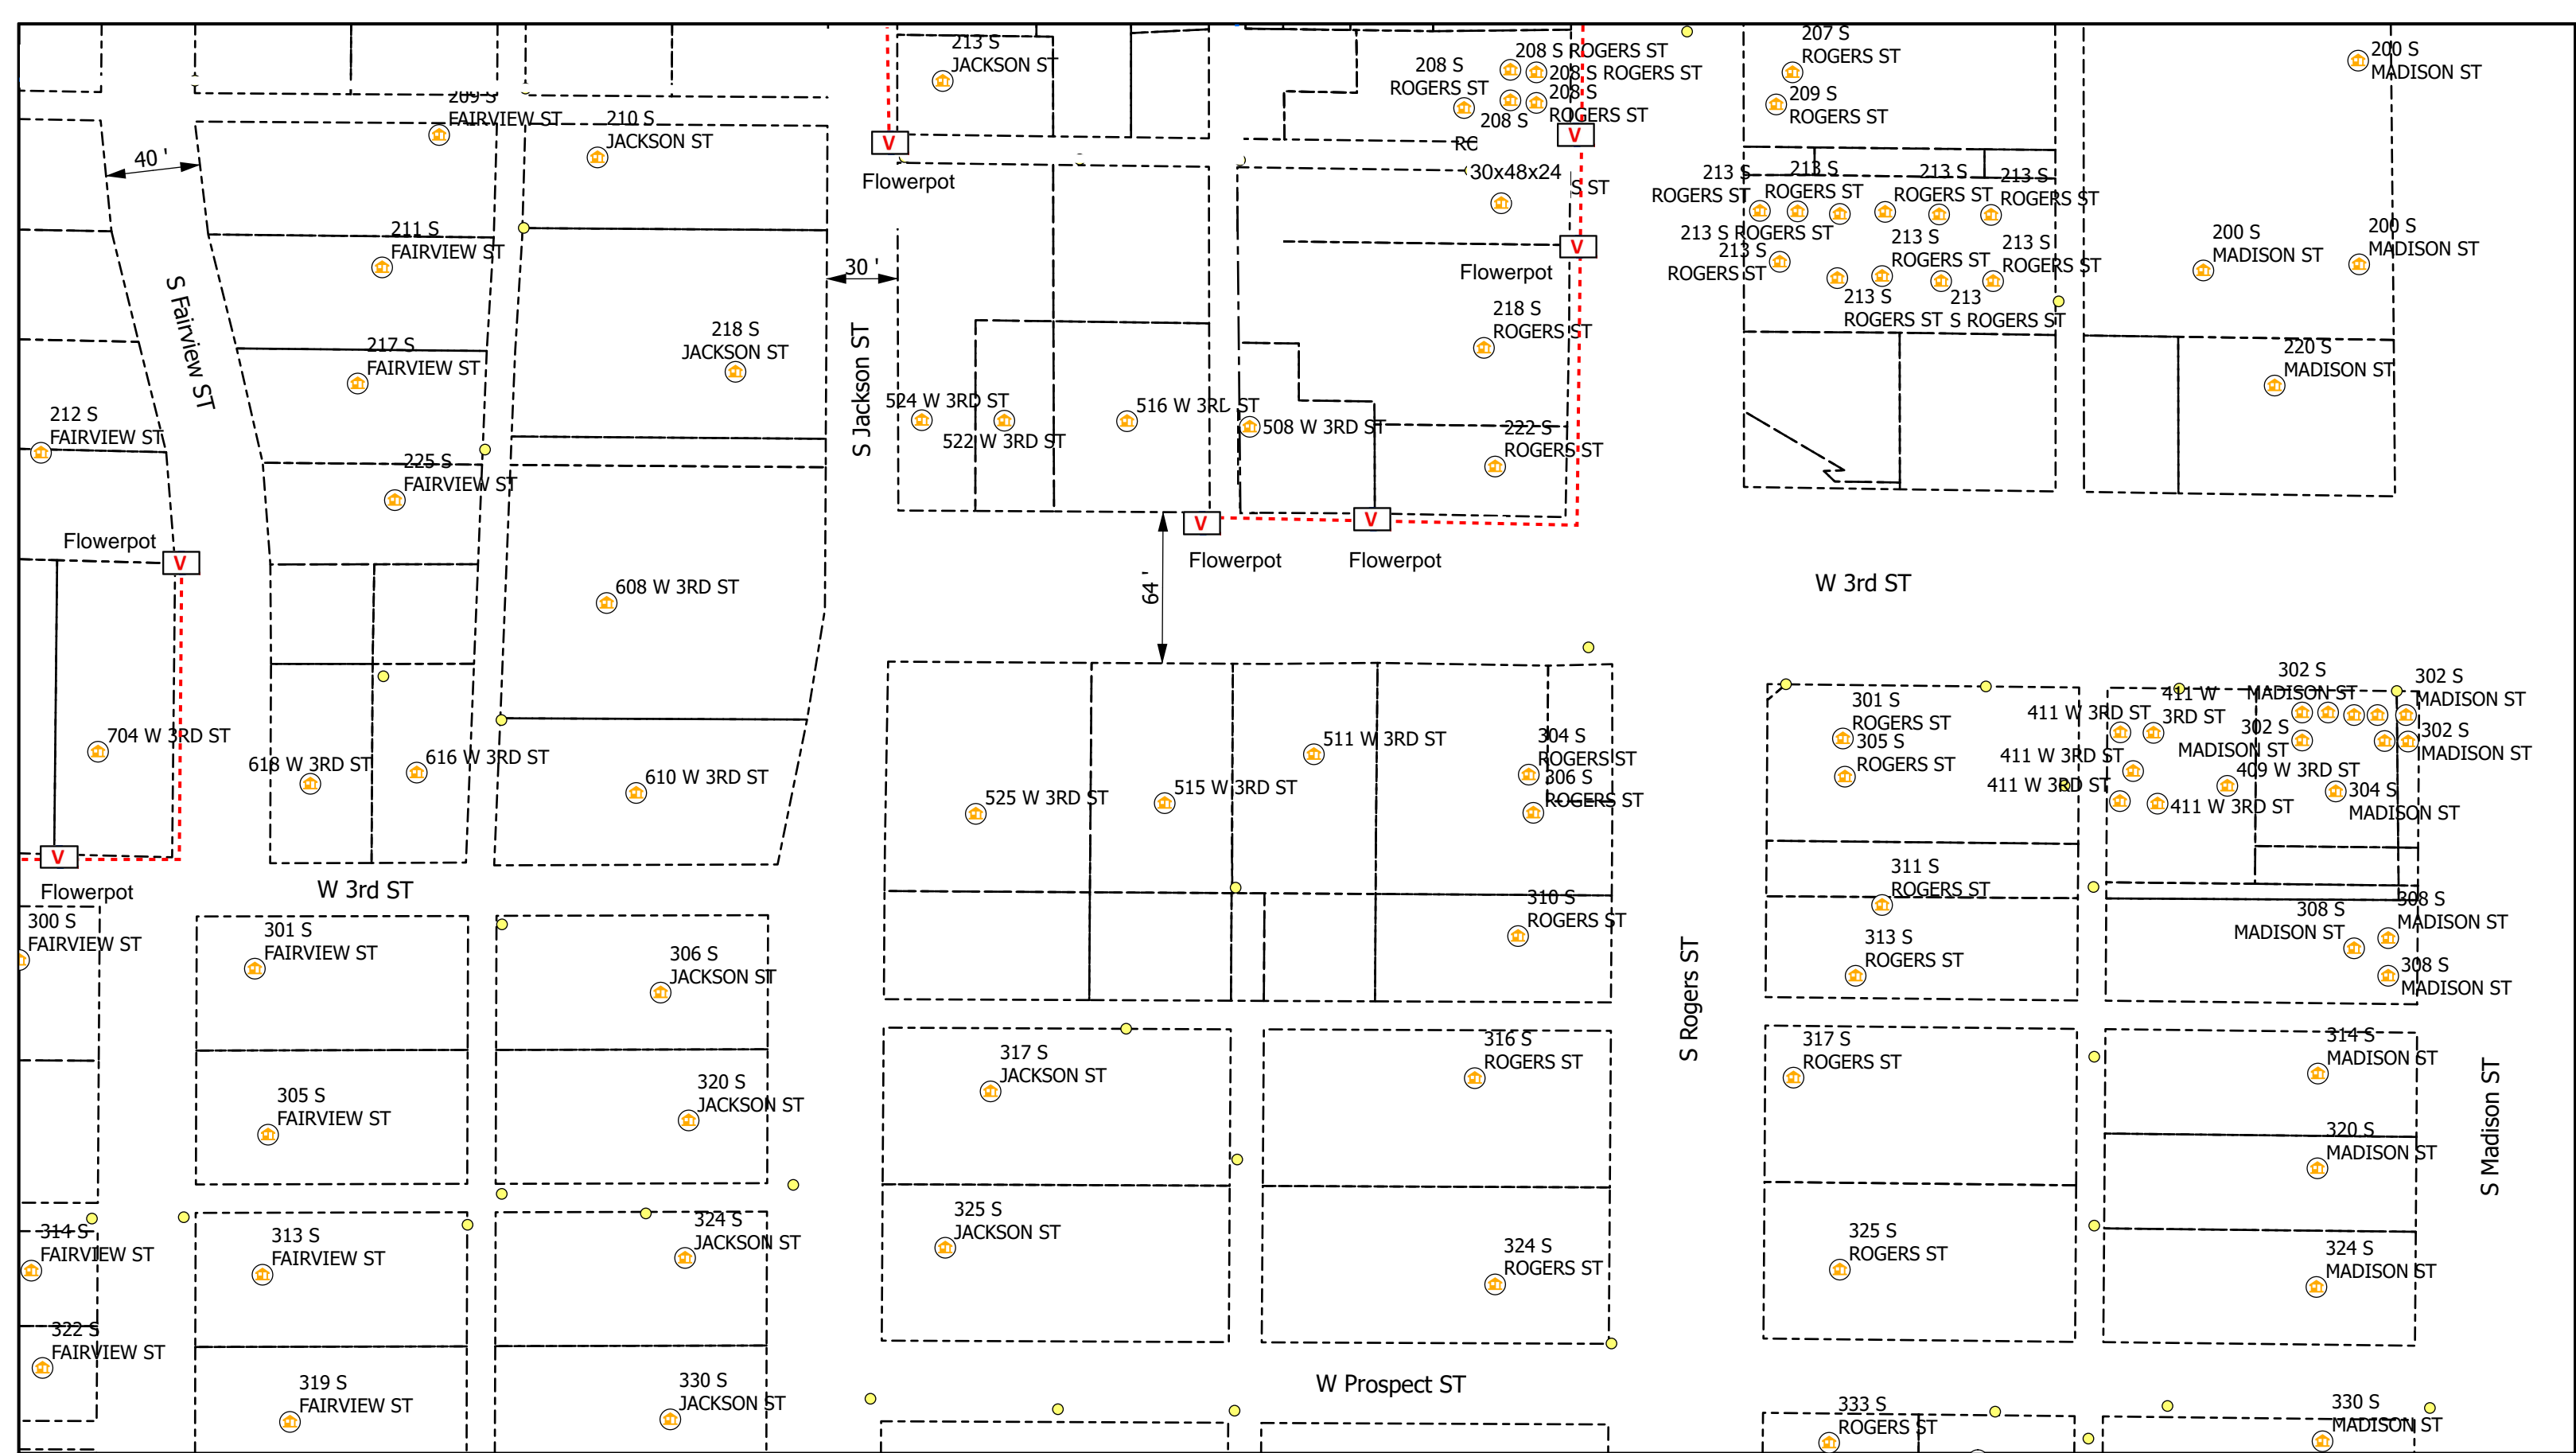 213 S
JACKSON ST
208 S ROGERS ST
208 S
ROGERS ST
208 S ROGERS ST
208 S
ROGERS ST
208 S
RC
207 S
ROGERS ST
209 S
ROGERS ST
200 S
MADISON ST
209 S
FAIRVIEW ST
210 S
JACKSON ST
40 '
V
Flowerpot
V
30x48x24
S ST
213 S
ROGERS ST
213 S
ROGERS ST
213 S
ROGERS ST
213 S
ROGERS ST
213 S ROGERS ST
213 S
ROGERS ST
213 S
ROGERS ST
213 S
ROGERS ST
213 S
ROGERS ST
213
S ROGERS ST
200 S
MADISON ST
200 S
MADISON ST
211 S
FAIRVIEW ST
30 '
V
Flowerpot
S Fairview ST
S Jackson ST
217 S
FAIRVIEW ST
218 S
JACKSON ST
218 S
ROGERS ST
220 S
MADISON ST
212 S
FAIRVIEW ST
524 W 3RD ST
522 W 3RD ST
516 W 3RD ST
508 W 3RD ST
222 S
ROGERS ST
225 S
FAIRVIEW ST
Flowerpot
V
V
Flowerpot
V
Flowerpot
64 '
W 3rd ST
608 W 3RD ST
704 W 3RD ST
618 W 3RD ST
616 W 3RD ST
610 W 3RD ST
525 W 3RD ST
515 W 3RD ST
511 W 3RD ST
304 S
ROGERS ST
306 S
ROGERS ST
301 S
ROGERS ST
305 S
ROGERS ST
411 W 3RD ST
411 W
3RD ST
411 W 3RD ST
411 W 3RD ST
411 W 3RD ST
409 W 3RD ST
302 S
MADISON ST
302 S
MADISON ST
302 S
MADISON ST
302 S
MADISON ST
304 S
MADISON ST
V
Flowerpot
W 3rd ST
300 S
FAIRVIEW ST
301 S
FAIRVIEW ST
306 S
JACKSON ST
310 S
ROGERS ST
311 S
ROGERS ST
313 S
ROGERS ST
308 S
MADISON ST
308 S
MADISON ST
308 S
MADISON ST
S Rogers ST
S Madison ST
305 S
FAIRVIEW ST
320 S
JACKSON ST
317 S
JACKSON ST
316 S
ROGERS ST
317 S
ROGERS ST
314 S
MADISON ST
320 S
MADISON ST
314 S
FAIRVIEW ST
313 S
FAIRVIEW ST
324 S
JACKSON ST
325 S
JACKSON ST
324 S
ROGERS ST
325 S
ROGERS ST
324 S
MADISON ST
322 S
FAIRVIEW ST
319 S
FAIRVIEW ST
330 S
JACKSON ST
W Prospect ST
333 S
ROGERS ST
330 S
MADISON ST